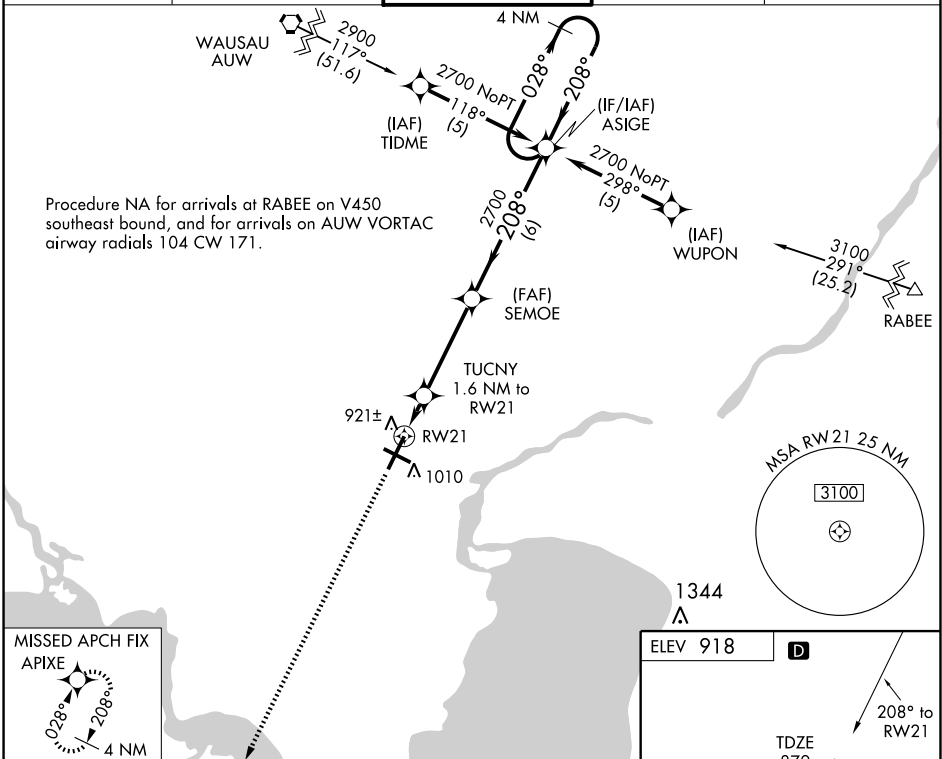 WAUSAU
AUW
2900
117°
(51.6)
4 NM
028°
208°
2700 NoPT
118°
(5)
(IAF)
TIDME
(IF/IAF)
ASIGE
2700 NoPT
298°
(5)
(IAF)
WUPON
Procedure NA for arrivals at RABEE on V450
southeast bound, and for arrivals on AUW VORTAC
airway radials 104 CW 171.
2700
208°
(6)
3100
291°
(25.2)
RABEE
(FAF)
SEMOE
TUCNY
1.6 NM to
RW21
921±
RW21
1010
MSA RW21 25 NM
3100
1344
MISSED APCH FIX
APIXE
028°
208°
4 NM
ELEV 918
D
208° to
RW21
TDZE